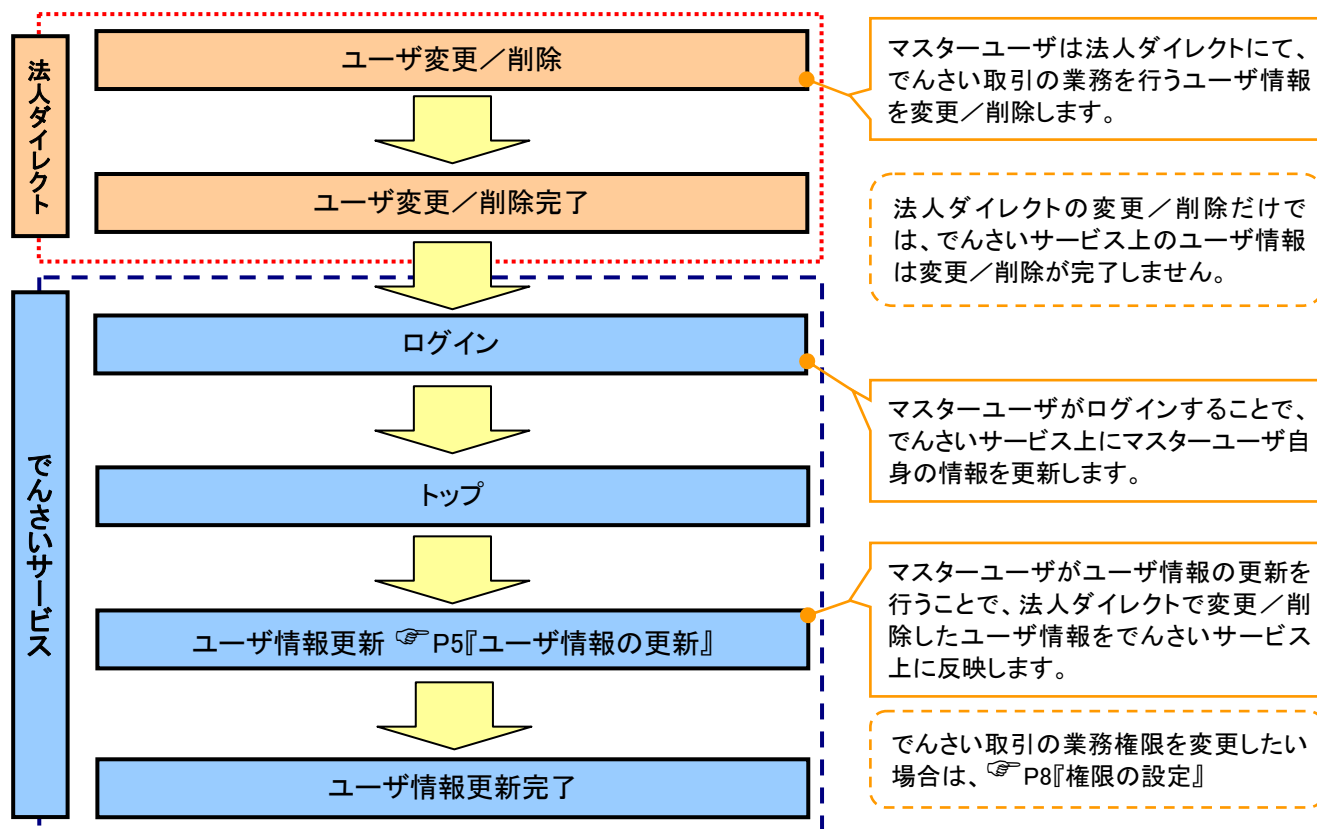 法人ダイレクト
ユーザ変更／削除
マスターユーザは法人ダイレクトにて、
でんさい取引の業務を行うユーザ情報
を変更／削除します。
ユーザ変更／削除完了
法人ダイレクトの変更／削除だけで
は、でんさいサービス上のユーザ情報
は変更／削除が完了しません。
でんさいサービス
ログイン
マスターユーザがログインすることで、
でんさいサービス上にマスターユーザ自
身の情報を更新します。
トップ
ユーザ情報更新 ☞P5『ユーザ情報の更新』
マスターユーザがユーザ情報の更新を
行うことで、法人ダイレクトで変更／削
除したユーザ情報をでんさいサービス
上に反映します。
でんさい取引の業務権限を変更したい
場合は、☞P8『権限の設定』
ユーザ情報更新完了